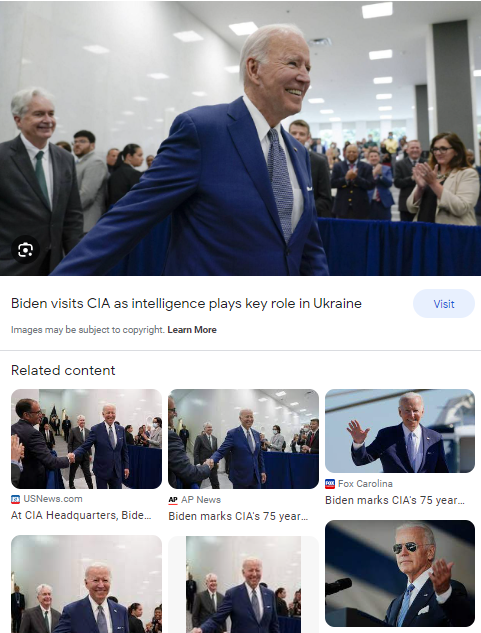 Biden visits CIA as intelligence plays key role in Ukraine
Visit
Images may be subject to copyright. Learn More
Related content
USNews.com
At CIA Headquarters, Bide...
AP AP News
Biden marks CIA's 75 year...
FOX Fox Carolina
Biden marks CIA's 75 year...